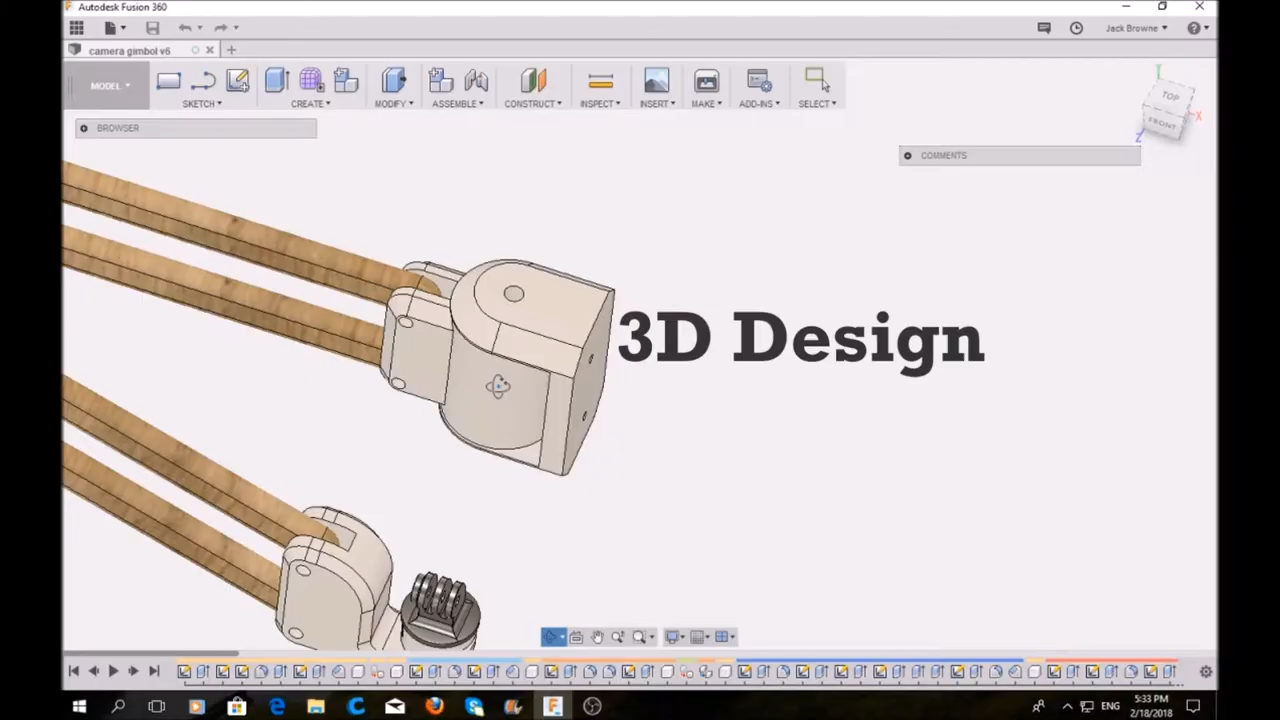 Autodesk Fusion 360
Jack Browne
camera gimbol v6
MODEL
SKETCH
CREATE
MODIFY
ASSEMBLE
CONSTRUCT
INSPECT
INSERT
MAKE
ADD-INS
SELECT
TOP
FRONT
X
Z
BROWSER
COMMENTS
3D Design
ENG
5:33 PM
2/18/2018